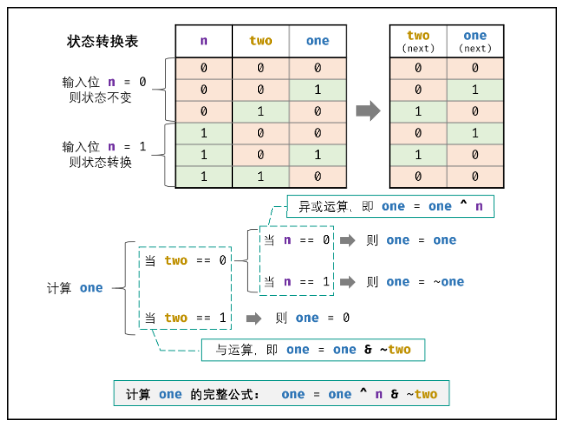 状态转换表
n two one
two one
(next) (next)
0 0 0 0 0
0 0 1 0 1
0 1 0 1 0
1 0 0 0 1
1 0 1 1 0
1 1 0 0 0
输入位 n = 0
则状态不变
输入位 n = 1
则状态转换
异或运算，即 one = one ^ n
当 n == 0 则 one = one
当 two == 0
当 n == 1 则 one = ~one
计算 one
当 two == 1 则 one = 0
与运算，即 one = one & ~two
计算 one 的完整公式： one = one ^ n & ~two